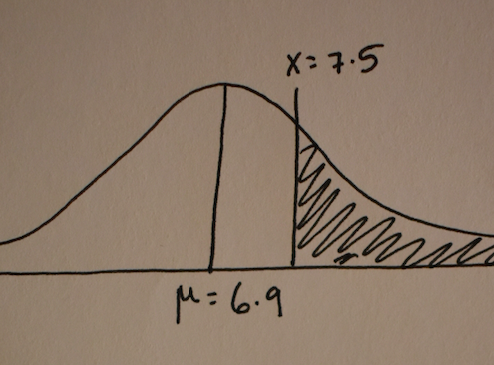 x = 7.5
μ = 6.9